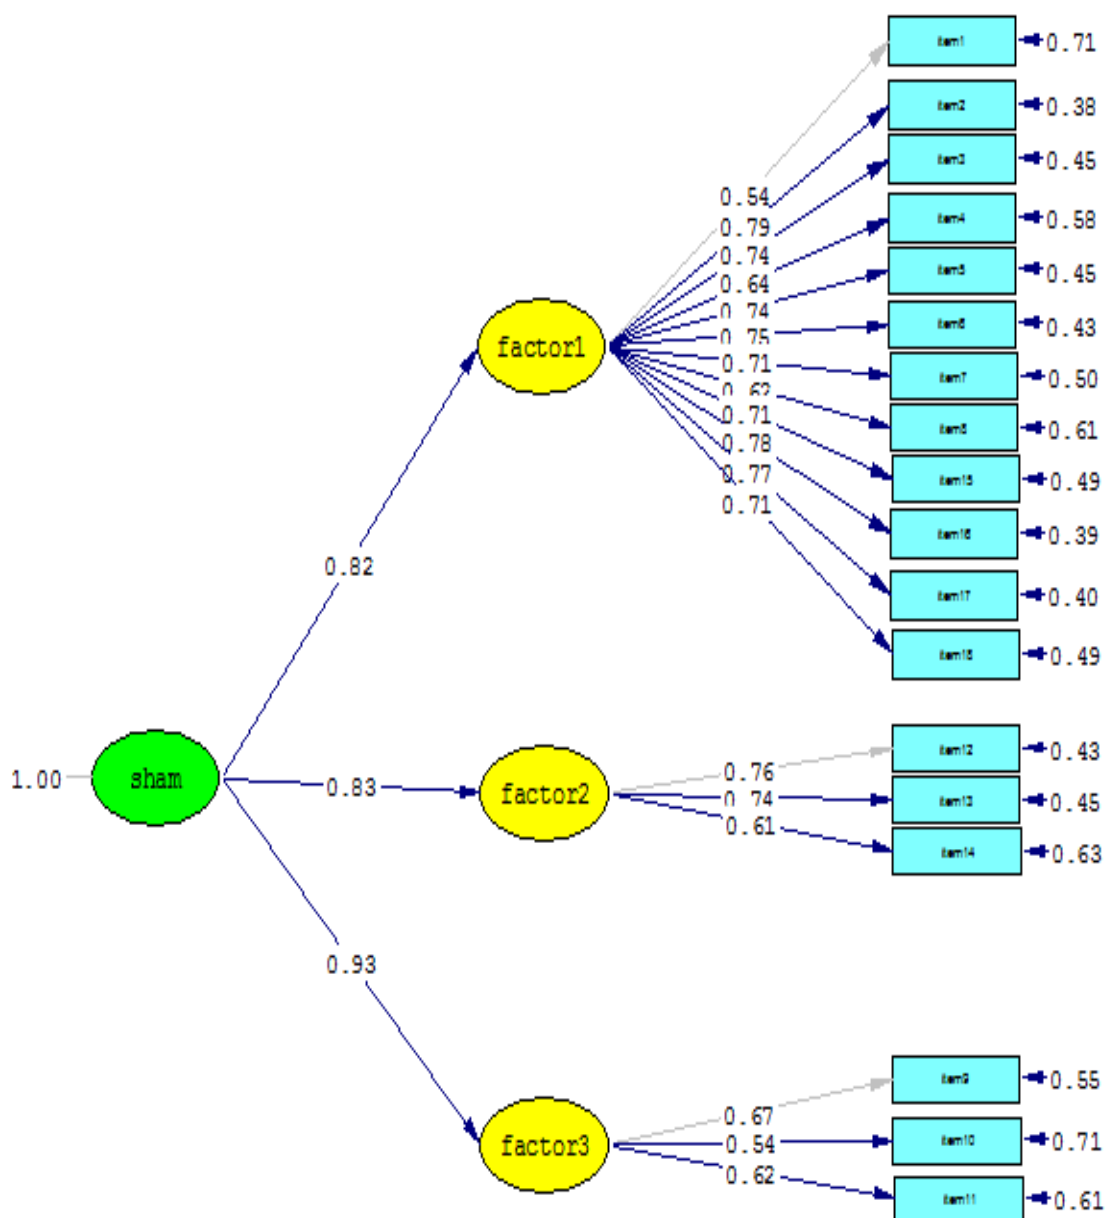 item1 0.71
item2 0.38
item3 0.45
item4 0.58
item5 0.45
item6 0.43
item7 0.50
item8 0.61
item15 0.49
item16 0.39
item17 0.40
item18 0.49
0.54
0.79
0.74
0.64
0.74
0.75
0.71
0.62
0.71
0.78
0.77
0.71
factor1
0.82
1.00 sham
0.83
factor2
0.76
0.74
0.61
item12 0.43
item13 0.45
item14 0.63
0.93
factor3
0.67
0.54
0.62
item9 0.55
item10 0.71
item11 0.61